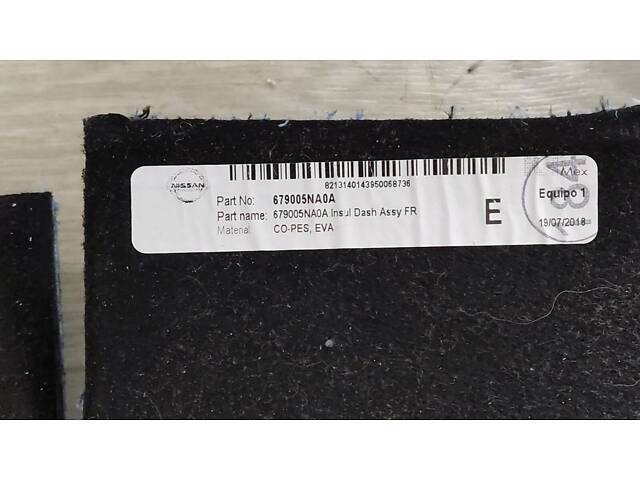 8213140143950068736
Mex
NISSAN
Part No: 679005NA0A
Equipo 1
Part name: 679005NA0A Insul Dash Assy FR
E
19/07/2018
Material: CO-PES, EVA